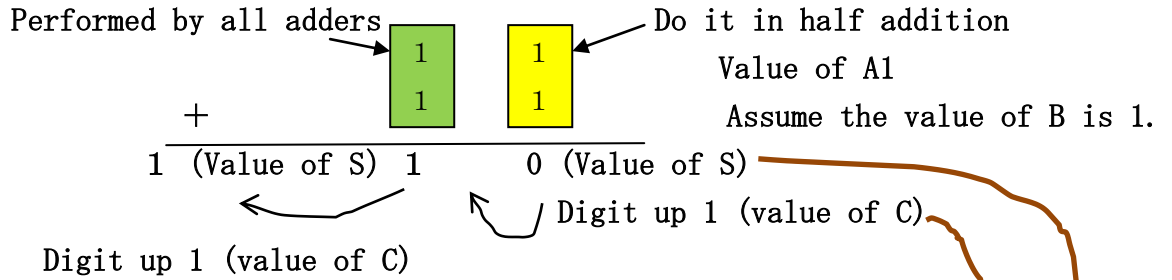 Performed by all adders
Do it in half addition
1 1
Value of A1
1 1
+
Assume the value of B is 1.
1 (Value of S) 1 0 (Value of S)
Digit up 1 (value of C)
Digit up 1 (value of C)